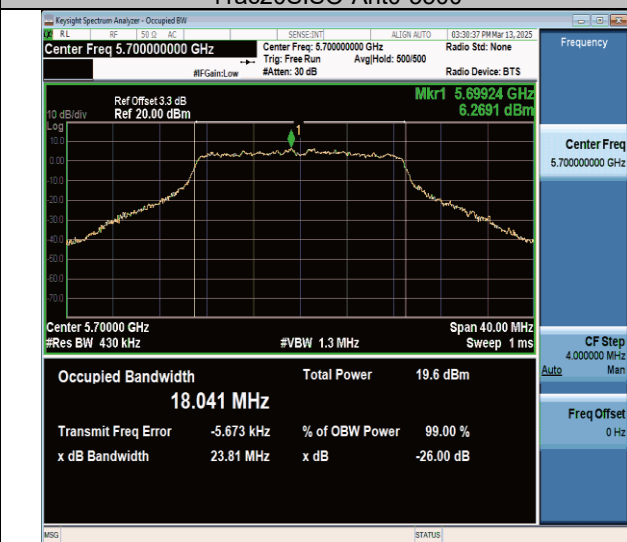 Keysight Spectrum Analyzer - Occupied BW
RL RF 50 Ω AC SENSE:INT ALIGN AUTO 03:30:37 PM Mar 13, 2025
Center Freq 5.700000000 GHz
Center Freq: 5.700000000 GHz
Radio Std: None
Trig: Free Run Avg|Hold: 500/500
#IFGain:Low
#Atten: 30 dB
Radio Device: BTS
Frequency
Ref Offset 3.3 dB
Mkr1 5.69924 GHz
10 dB/div Ref 20.00 dBm
6.2691 dBm
Log
1
10.0
0.00
-10.0
-20.0
-30.0
-40.0
-50.0
-60.0
-70.0
Center Freq
5.700000000 GHz
Center 5.70000 GHz
Span 40.00 MHz
#Res BW 430 kHz
#VBW 1.3 MHz
Sweep 1 ms
CF Step
4.000000 MHz
Auto Man
Occupied Bandwidth
Total Power 19.6 dBm
18.041 MHz
Freq Offset
0 Hz
Transmit Freq Error -5.673 kHz
% of OBW Power 99.00 %
x dB Bandwidth 23.81 MHz
x dB -26.00 dB
MSG
STATUS